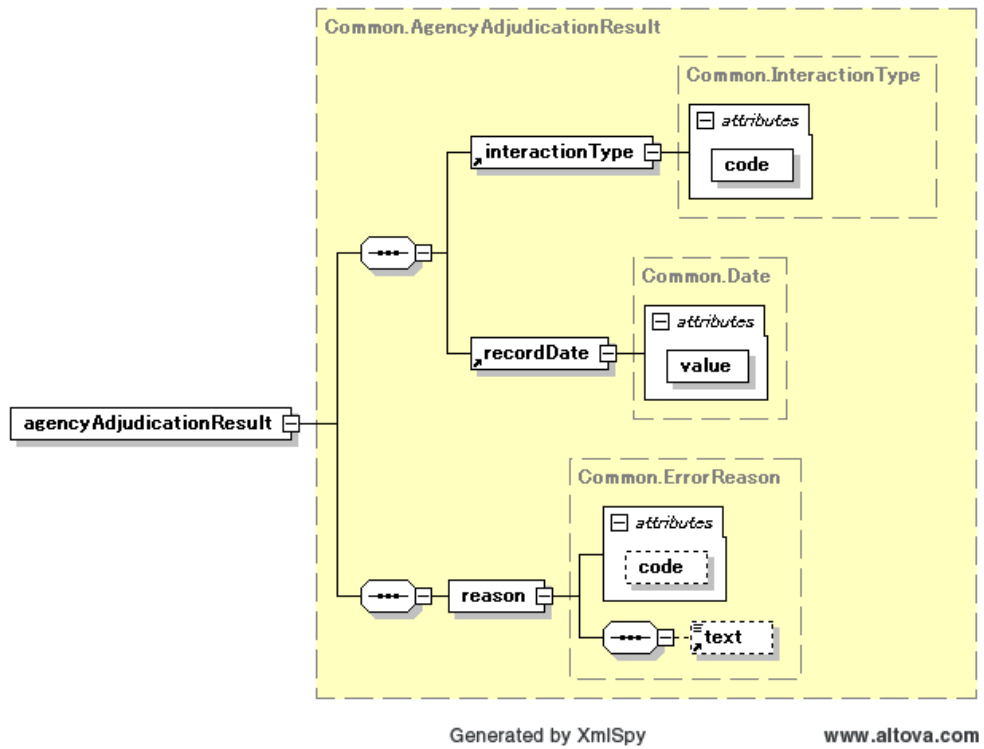 Common.AgencyAdjudicationResult
Common.InteractionType
attributes
interactionType
code
Common.Date
attributes
recordDate
value
agencyAdjudicationResult
Common.ErrorReason
attributes
code
reason
text
Generated by XmlSpy www.altova.com